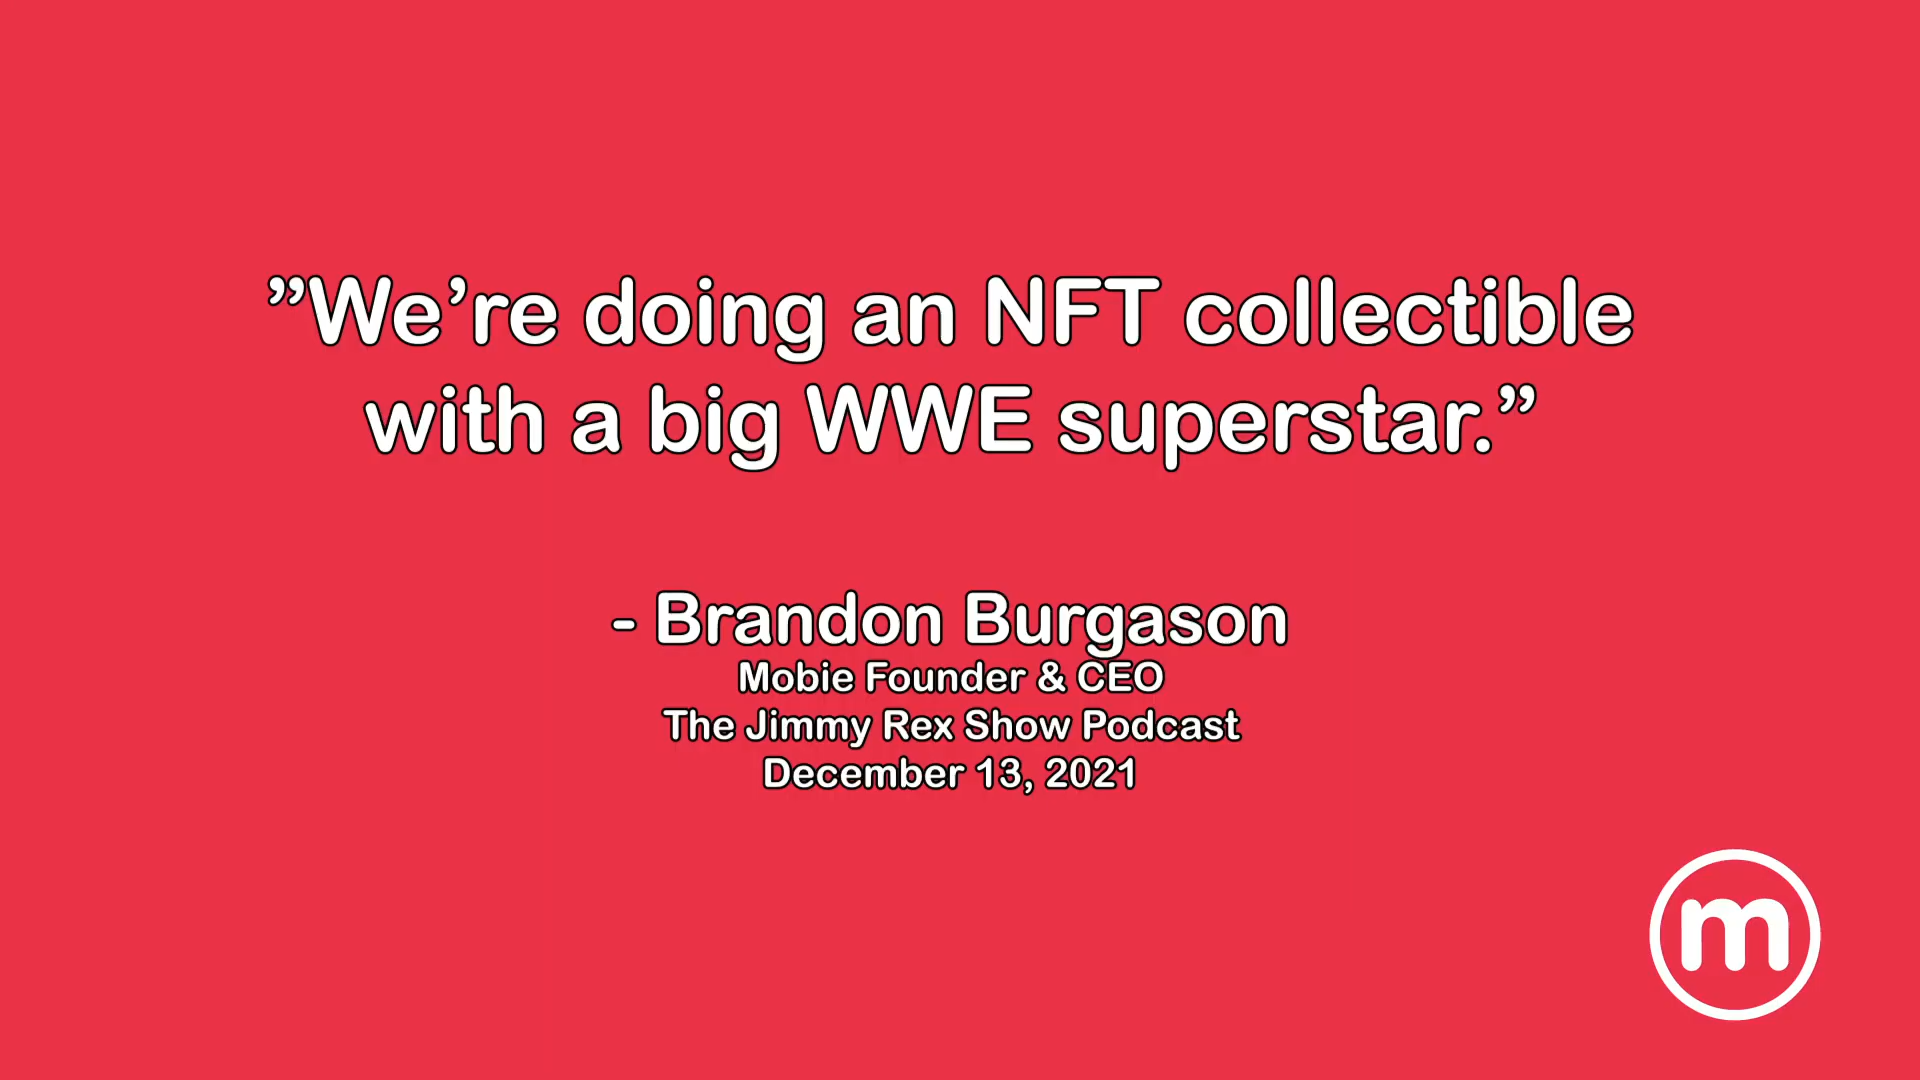 ”We’re doing an NFT collectible
with a big WWE superstar.”
- Brandon Burgason
Mobie Founder & CEO
The Jimmy Rex Show Podcast
December 13, 2021
m